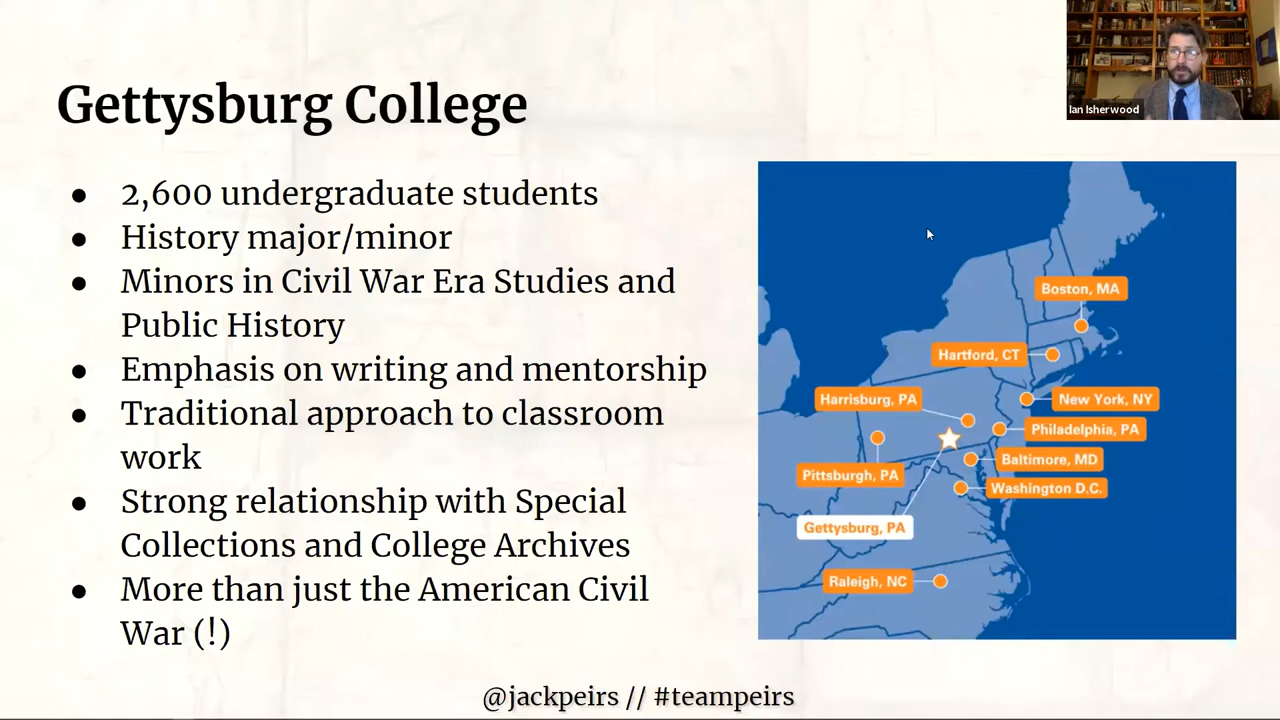 Ian Isherwood
Gettysburg College
● 2,600 undergraduate students
● History major/minor
● Minors in Civil War Era Studies and
Public History
● Emphasis on writing and mentorship
● Traditional approach to classroom
work
● Strong relationship with Special
Collections and College Archives
● More than just the American Civil
War (!)
Boston, MA
Hartford, CT
Harrisburg, PA
New York, NY
Philadelphia, PA
Baltimore, MD
Pittsburgh, PA
Washington D.C.
Gettysburg, PA
Raleigh, NC
@jackpeirs // #teampeirs